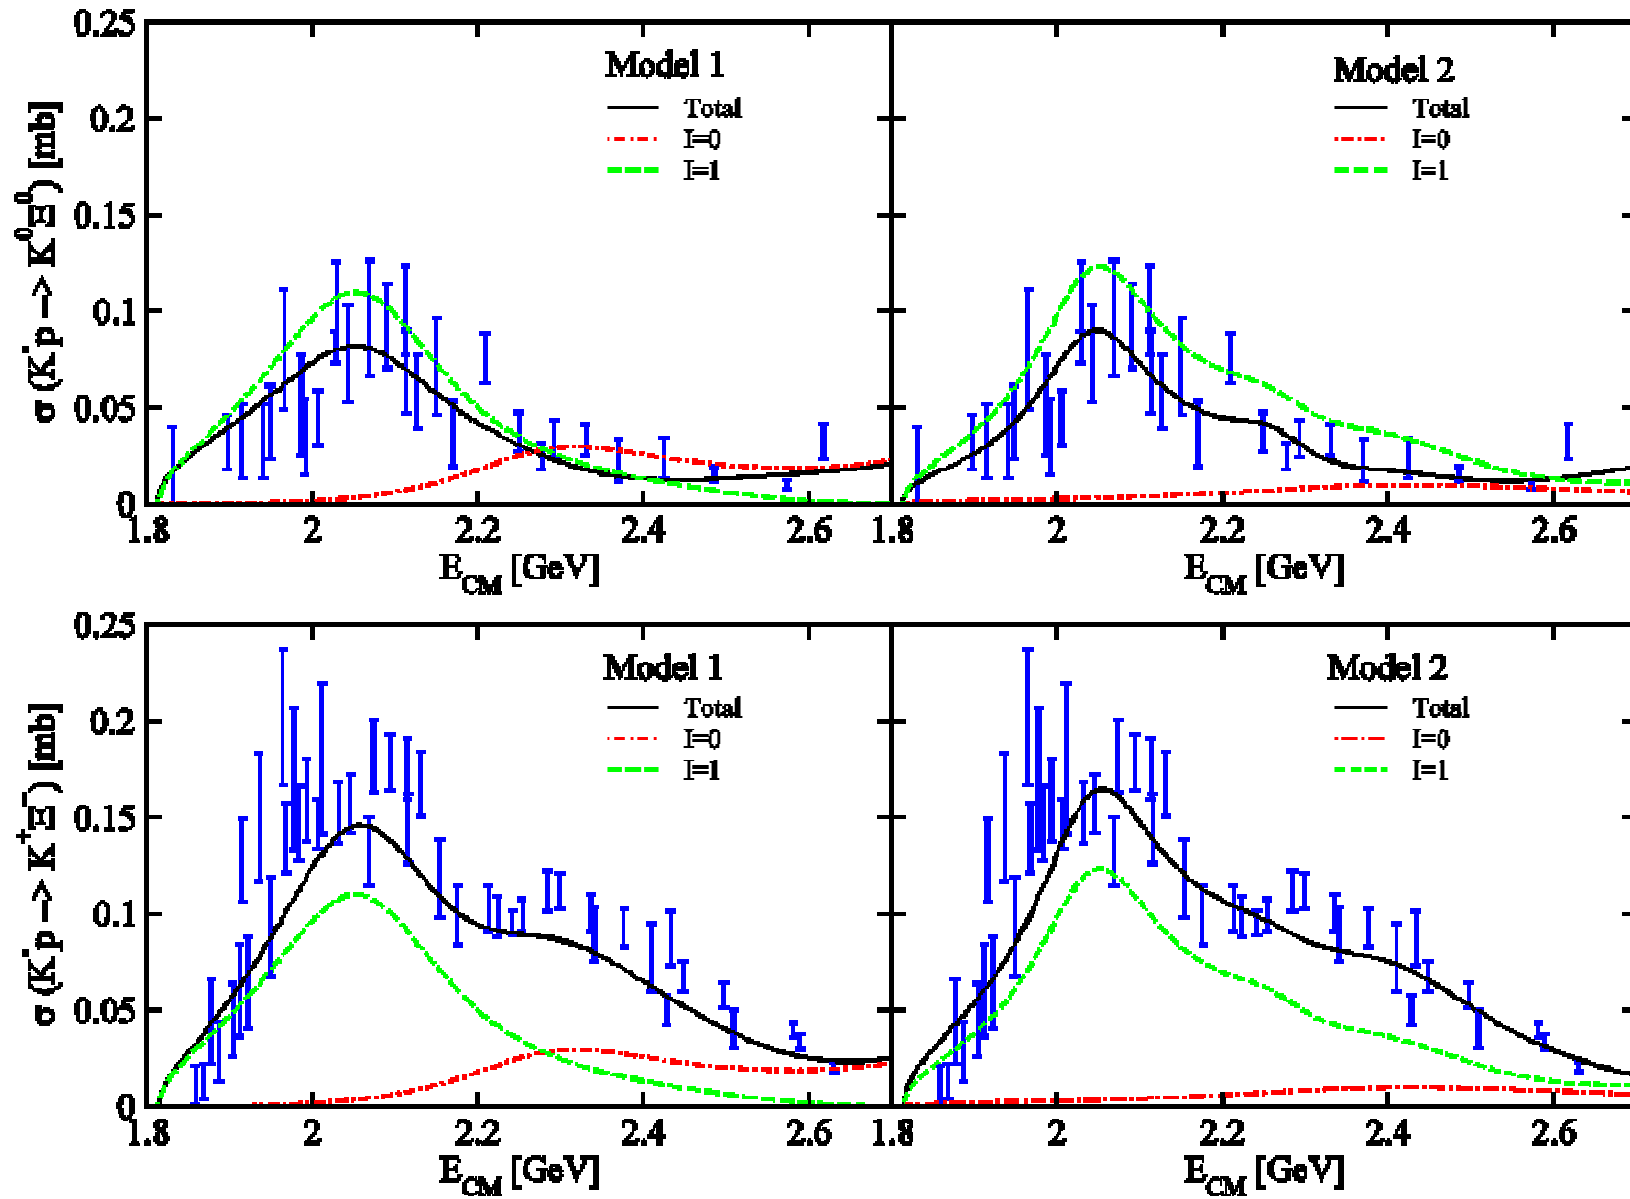 σ (K⁻p --> K⁰Ξ⁰) [mb]
0.25
0.2
0.15
0.1
0.05
0
Model 1
Total
I=0
I=1
Model 2
Total
I=0
I=1
1.8 2 2.2 2.4 2.6 1.8 2 2.2 2.4 2.6
E_CM [GeV] E_CM [GeV]
σ (K⁻p --> K⁺Ξ⁻) [mb]
0.25
0.2
0.15
0.1
0.05
0
Model 1
Total
I=0
I=1
Model 2
Total
I=0
I=1
1.8 2 2.2 2.4 2.6 1.8 2 2.2 2.4 2.6
E_CM [GeV] E_CM [GeV]